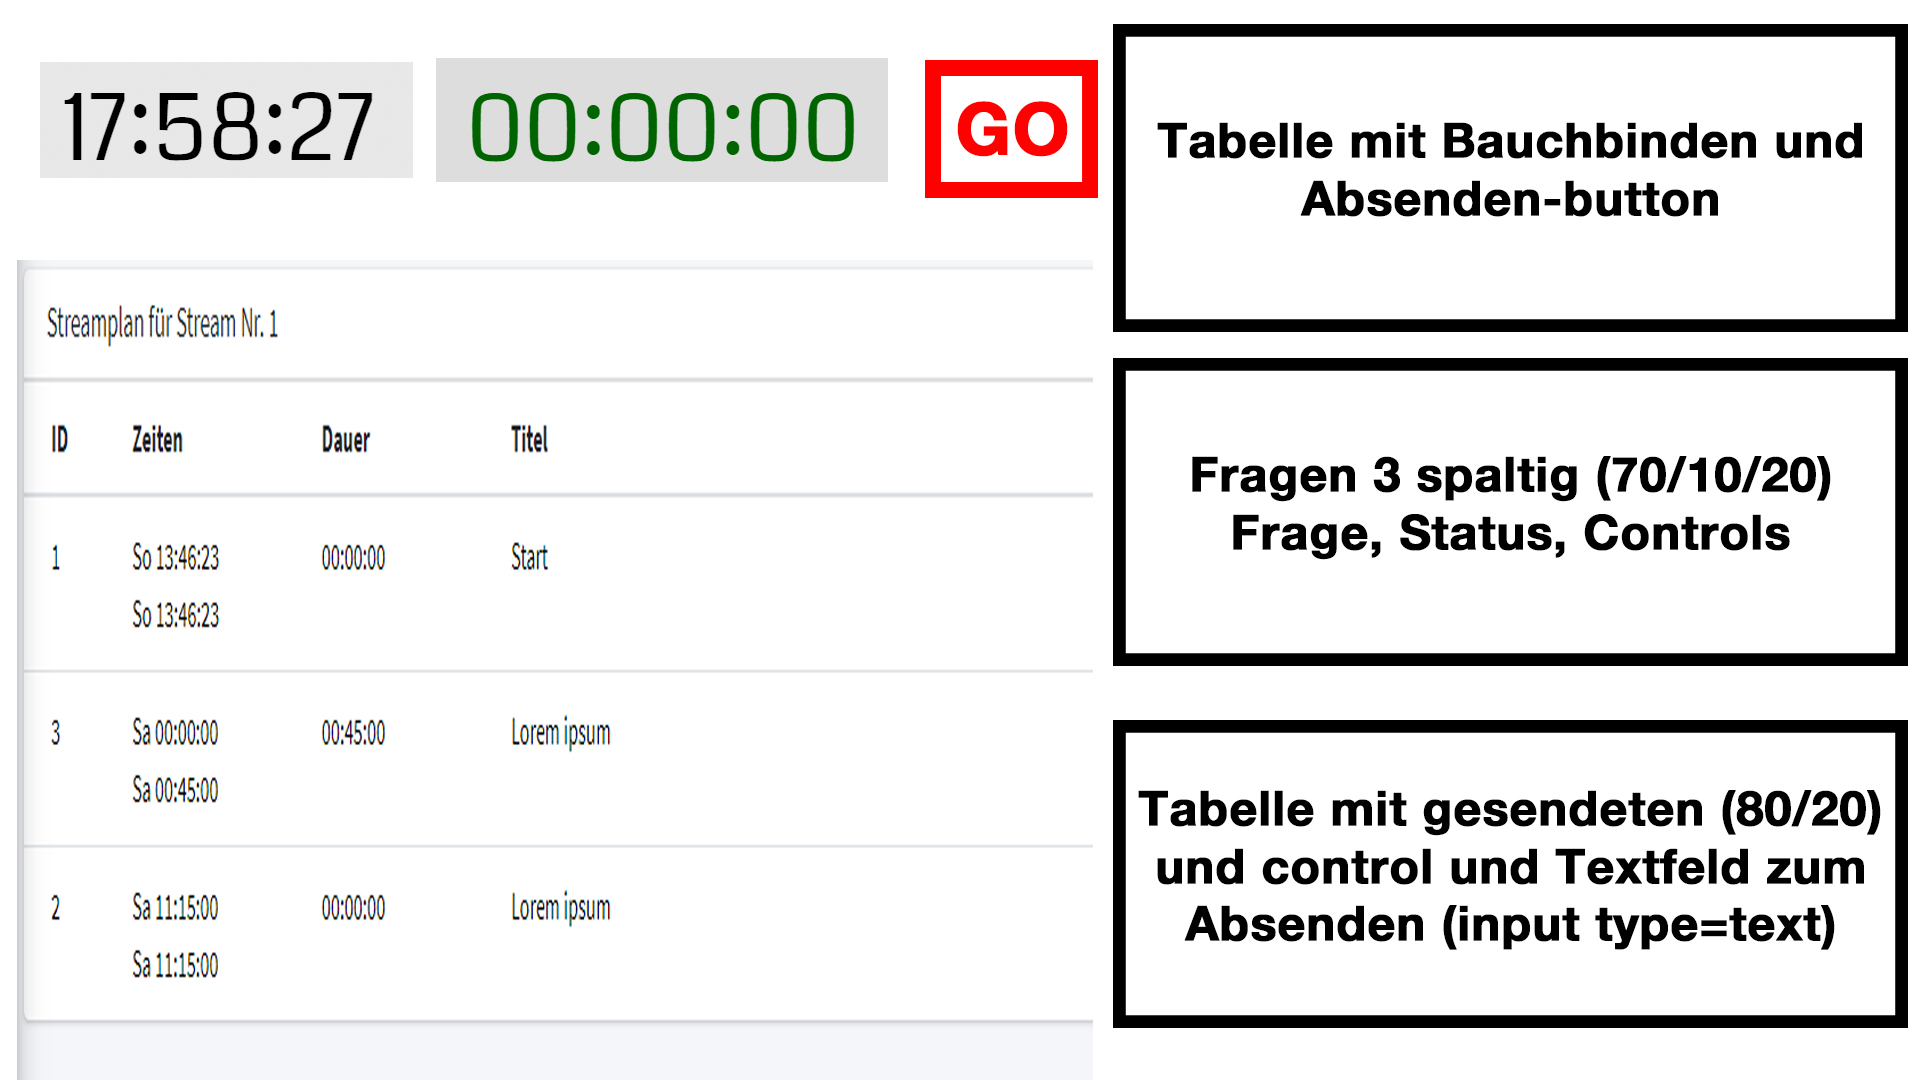 17:58:27
00:00:00
GO
Streamplan für Stream Nr. 1
ID Zeiten Dauer Titel
1 So 13:46:23 00:00:00 Start
So 13:46:23
3 Sa 00:00:00 00:45:00 Lorem ipsum
Sa 00:45:00
2 Sa 11:15:00 00:00:00 Lorem ipsum
Sa 11:15:00
Tabelle mit Bauchbinden und
Absenden-button
Fragen 3 spaltig (70/10/20)
Frage, Status, Controls
Tabelle mit gesendeten (80/20)
und control und Textfeld zum
Absenden (input type=text)